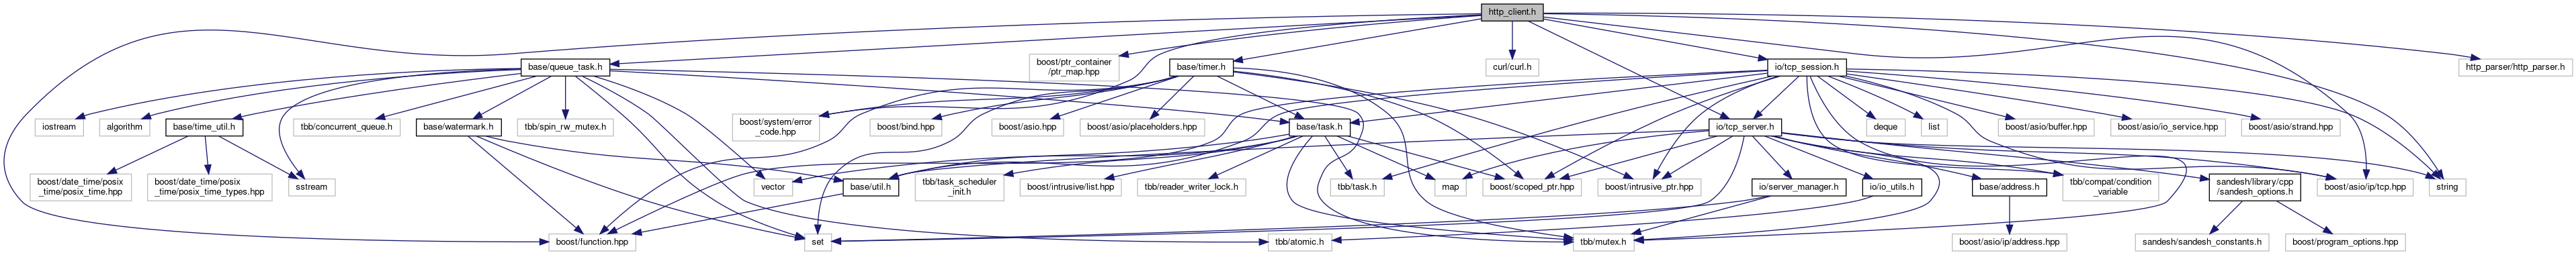 http_client.h
boost/ptr_container
/ptr_map.hpp
base/queue_task.h
base/timer.h
curl/curl.h
io/tcp_session.h
http_parser/http_parser.h
iostream
algorithm
base/time_util.h
tbb/concurrent_queue.h
base/watermark.h
tbb/spin_rw_mutex.h
boost/system/error
_code.hpp
boost/bind.hpp
boost/asio.hpp
boost/asio/placeholders.hpp
base/task.h
io/tcp_server.h
deque
list
boost/asio/buffer.hpp
boost/asio/io_service.hpp
boost/asio/strand.hpp
boost/date_time/posix
_time/posix_time.hpp
boost/date_time/posix
_time/posix_time_types.hpp
sstream
vector
base/util.h
tbb/task_scheduler
_init.h
boost/intrusive/list.hpp
tbb/reader_writer_lock.h
tbb/task.h
map
boost/scoped_ptr.hpp
boost/intrusive_ptr.hpp
io/server_manager.h
io/io_utils.h
base/address.h
tbb/compat/condition
_variable
sandesh/library/cpp
/sandesh_options.h
boost/asio/ip/tcp.hpp
string
boost/function.hpp
set
tbb/atomic.h
tbb/mutex.h
boost/asio/ip/address.hpp
sandesh/sandesh_constants.h
boost/program_options.hpp